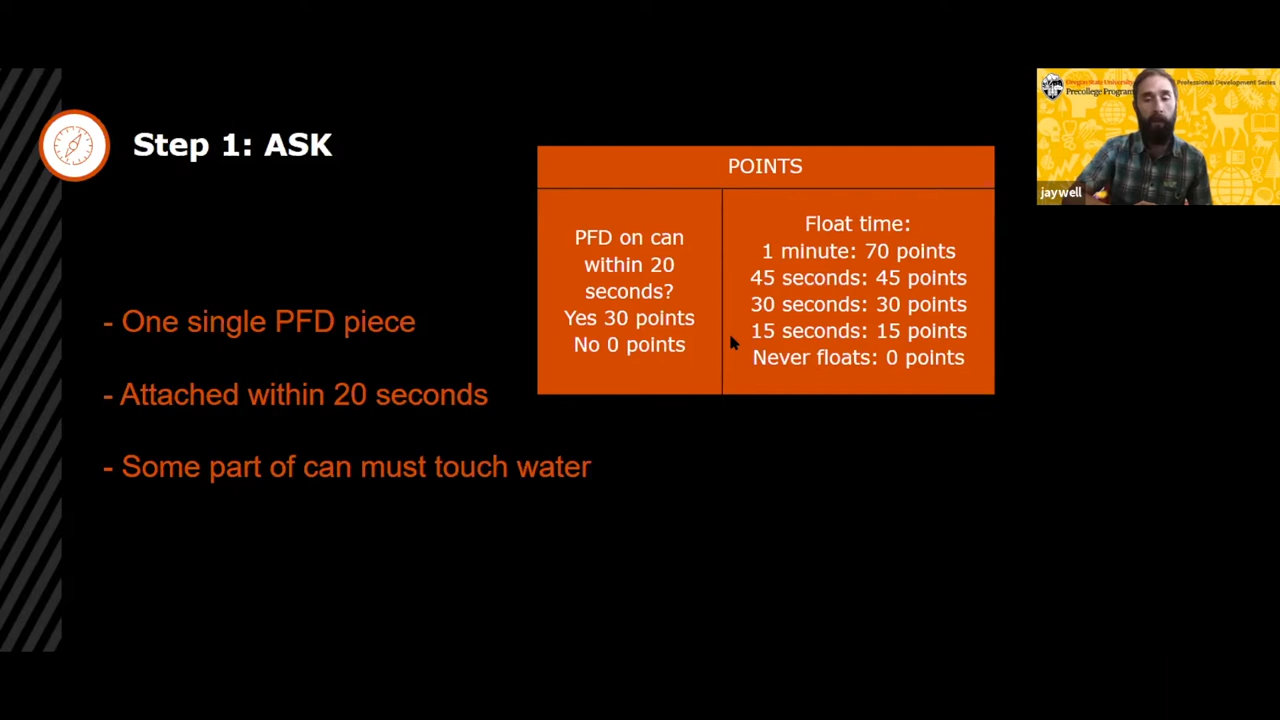 Step 1: ASK
- One single PFD piece
- Attached within 20 seconds
- Some part of can must touch water
POINTS
PFD on can
within 20
seconds?
Yes 30 points
No 0 points
Float time:
1 minute: 70 points
45 seconds: 45 points
30 seconds: 30 points
15 seconds: 15 points
Never floats: 0 points
Oregon State University
Professional Development Series
Precollege Program
jaywell